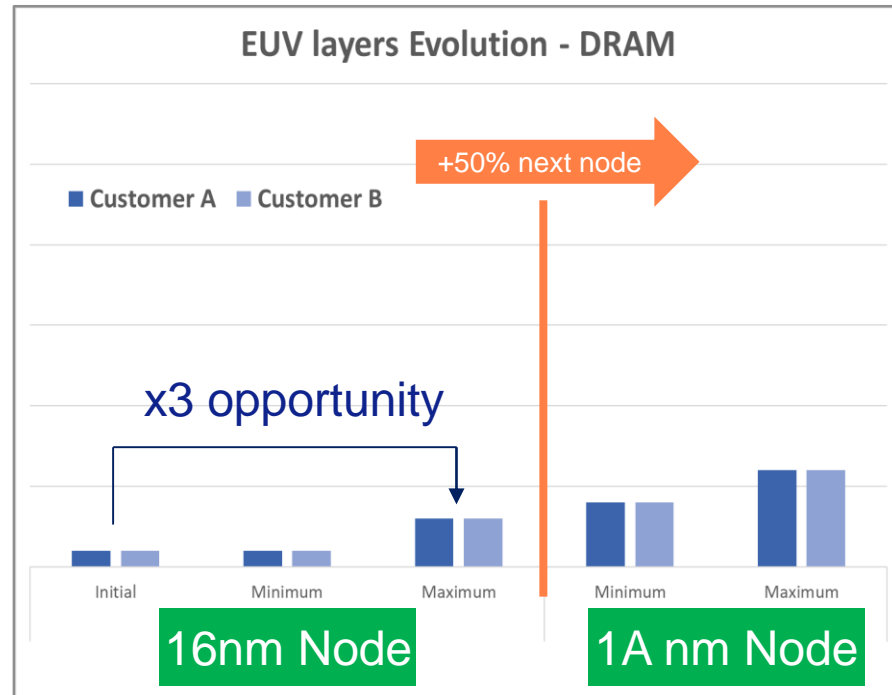 EUV layers Evolution - DRAM
+50% next node
Customer A Customer B
x3 opportunity
Initial Minimum Maximum Minimum Maximum
16nm Node 1A nm Node